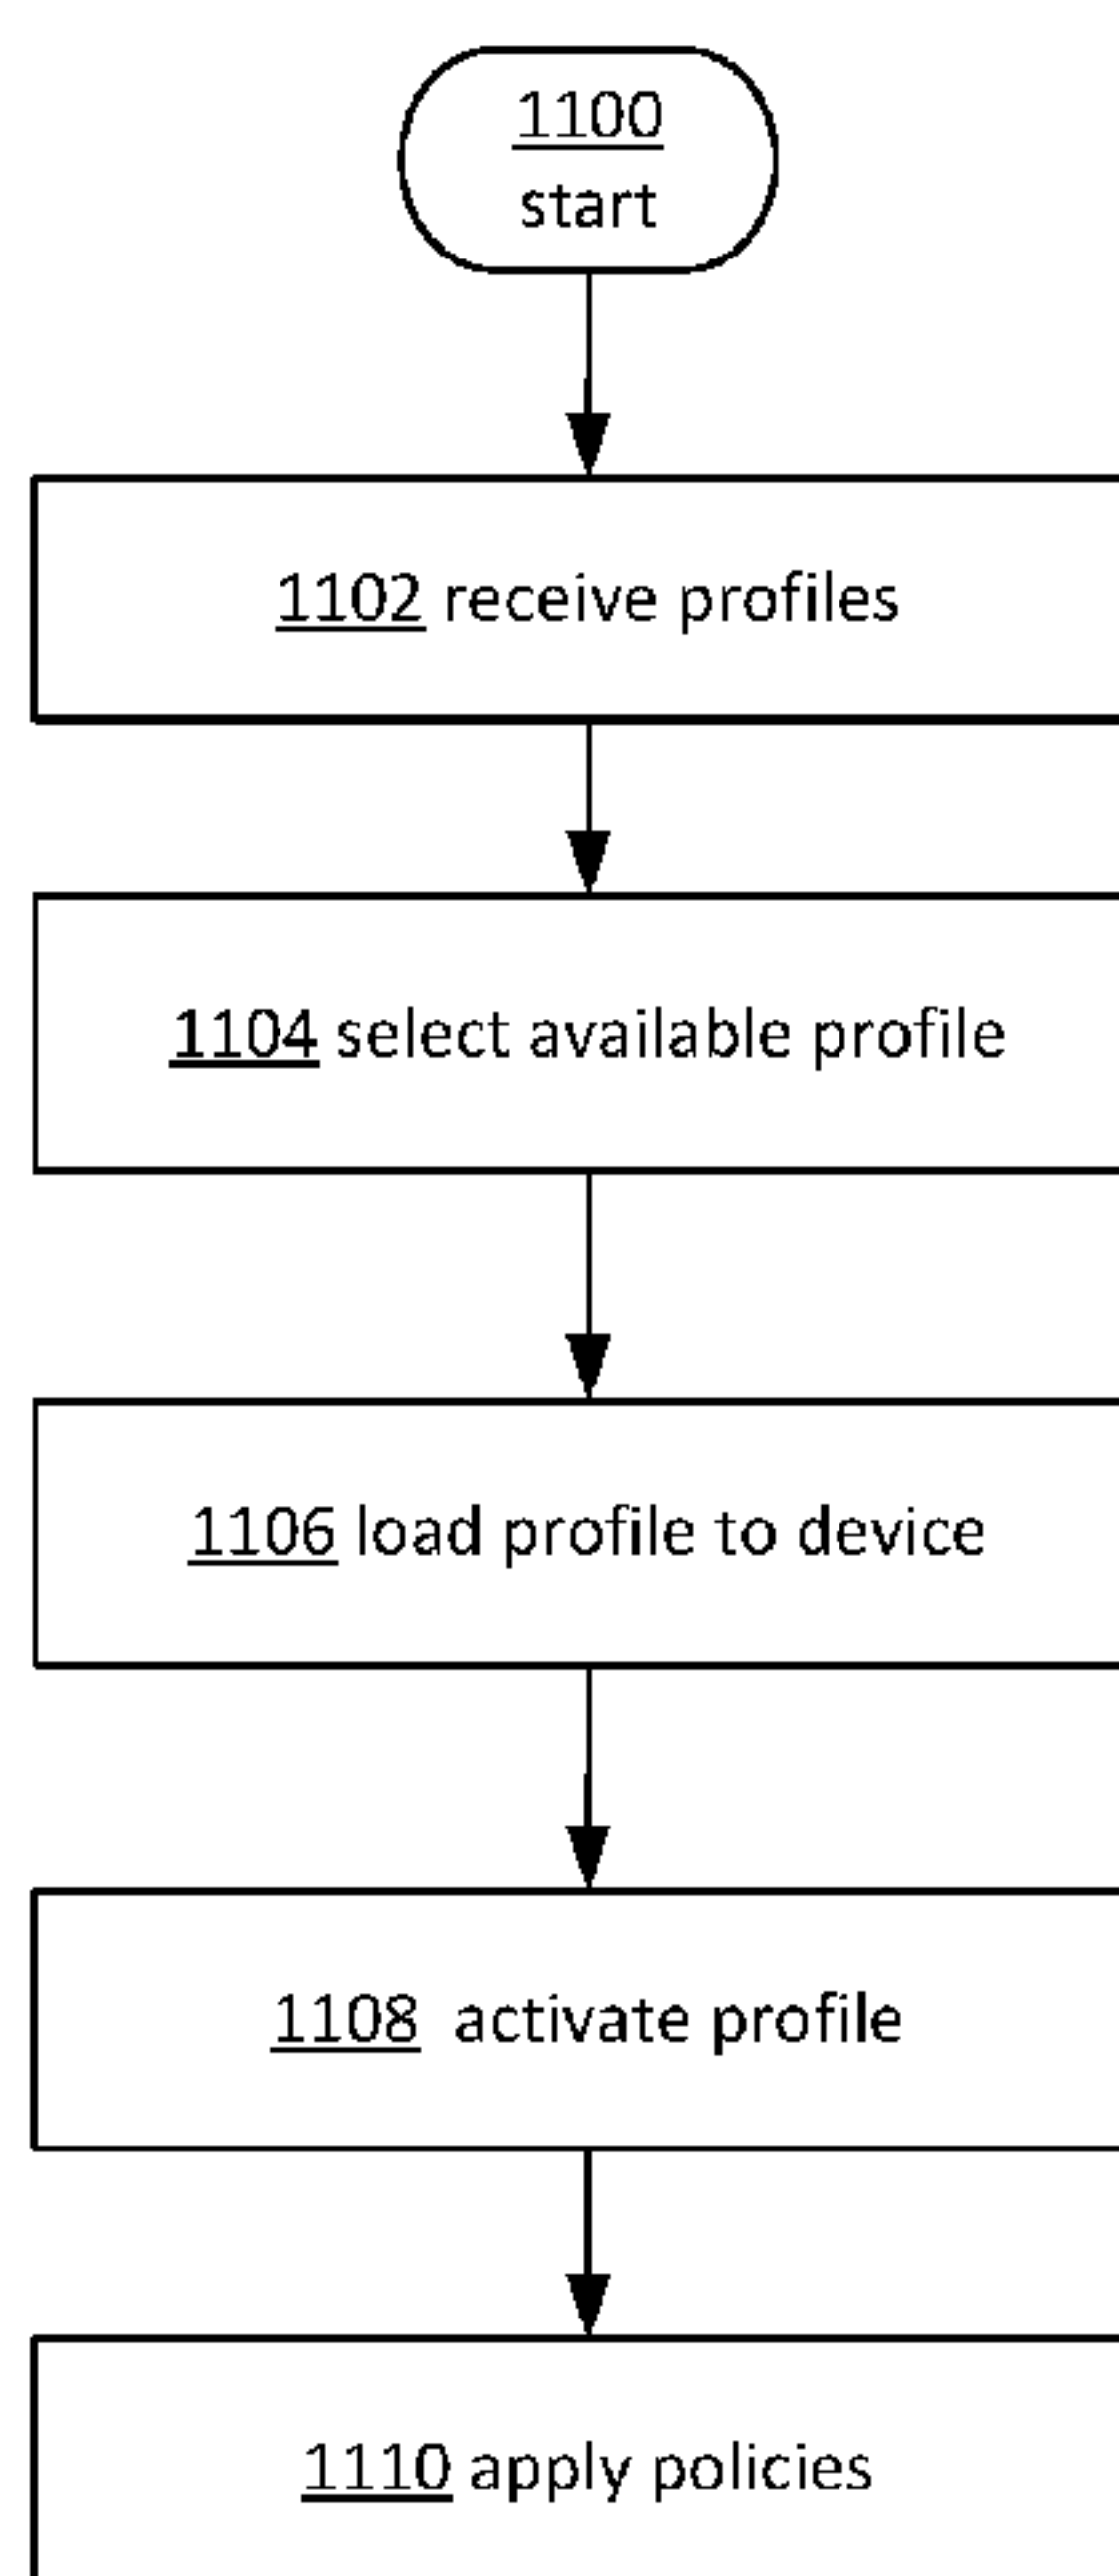 1100
start
1102 receive profiles
1104 select available profile
1106 load profile to device
1108 activate profile
1110 apply policies